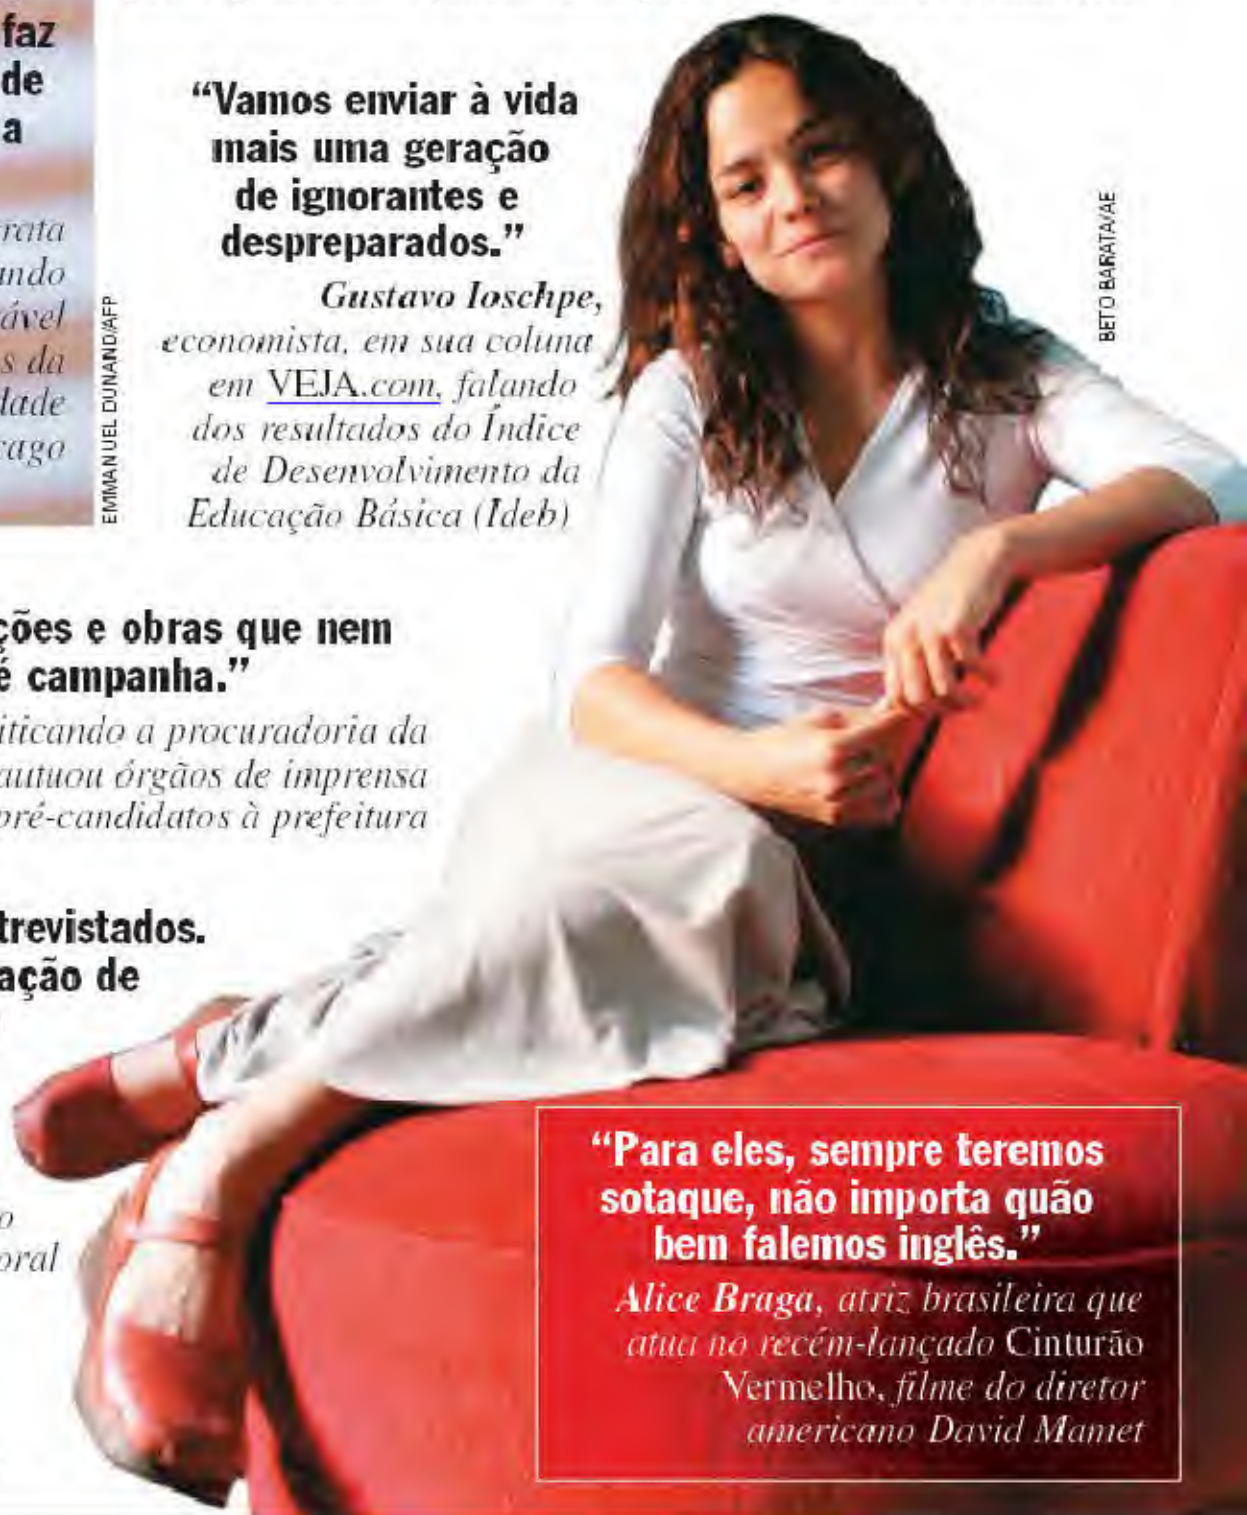 faz
de
a
rata
ando
ável
s da
dade
rago
EMMANUEL DUNAND/AFP
“Vamos enviar à vida
mais uma geração
de ignorantes e
despreparados.”
Gustavo Ioschpe,
economista, em sua coluna
em VEJA.com, falando
dos resultados do Índice
de Desenvolvimento da
Educação Básica (Ideb)
BETO BARATA/AE
ções e obras que nem
é campanha.”
iticando a procuradoria da
autuou órgãos de imprensa
pré-candidatos à prefeitura
trevistados.
ação de
o
oral
“Para eles, sempre teremos
sotaque, não importa quão
bem falemos inglês.”
Alice Braga, atriz brasileira que
atua no recém-lançado Cinturão
Vermelho, filme do diretor
americano David Mamet